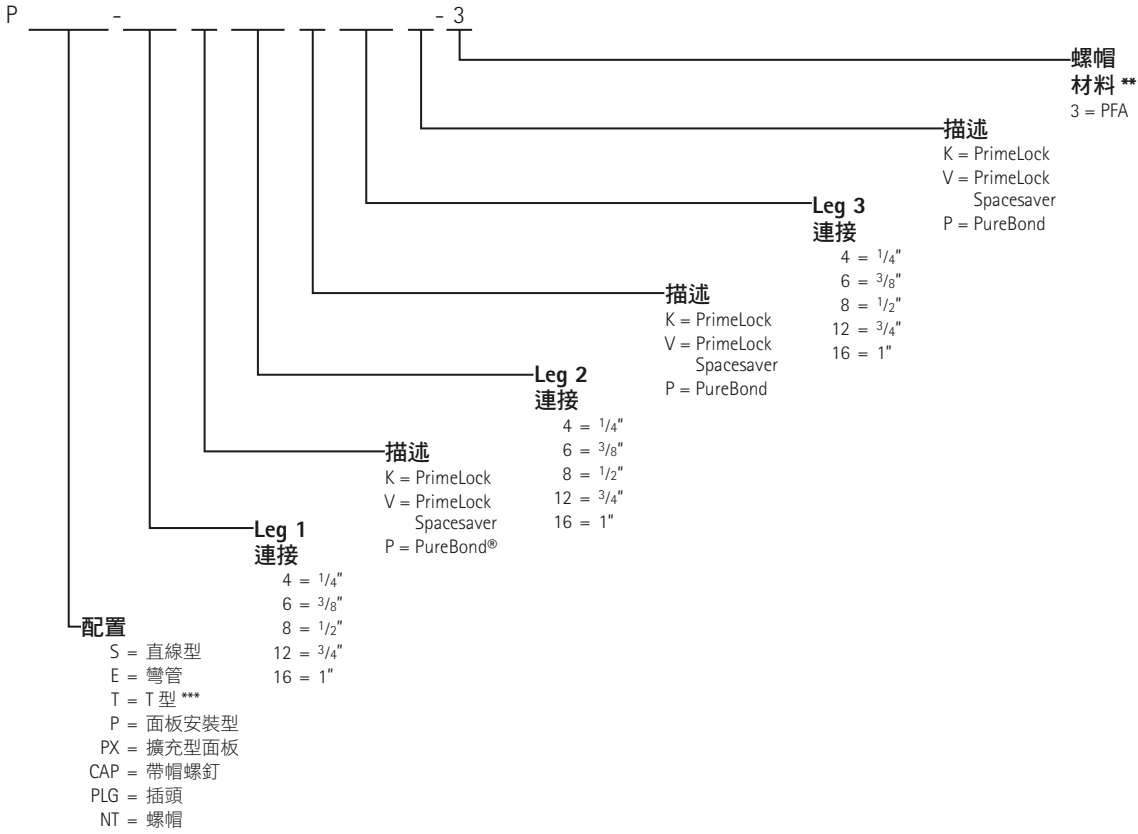 P - - 3
螺帽
材料 **
3 = PFA
描述
K = PrimeLock
V = PrimeLock
Spacesaver
P = PureBond
Leg 3
連接
4 = 1/4"
6 = 3/8"
8 = 1/2"
12 = 3/4"
16 = 1"
描述
K = PrimeLock
V = PrimeLock
Spacesaver
P = PureBond
Leg 2
連接
4 = 1/4"
6 = 3/8"
8 = 1/2"
12 = 3/4"
16 = 1"
描述
K = PrimeLock
V = PrimeLock
Spacesaver
P = PureBond®
Leg 1
連接
4 = 1/4"
6 = 3/8"
8 = 1/2"
12 = 3/4"
16 = 1"
配置
S = 直線型
E = 彎管
T = T 型 ***
P = 面板安裝型
PX = 擴充型面板
CAP = 帶帽螺釘
PLG = 插頭
NT = 螺帽